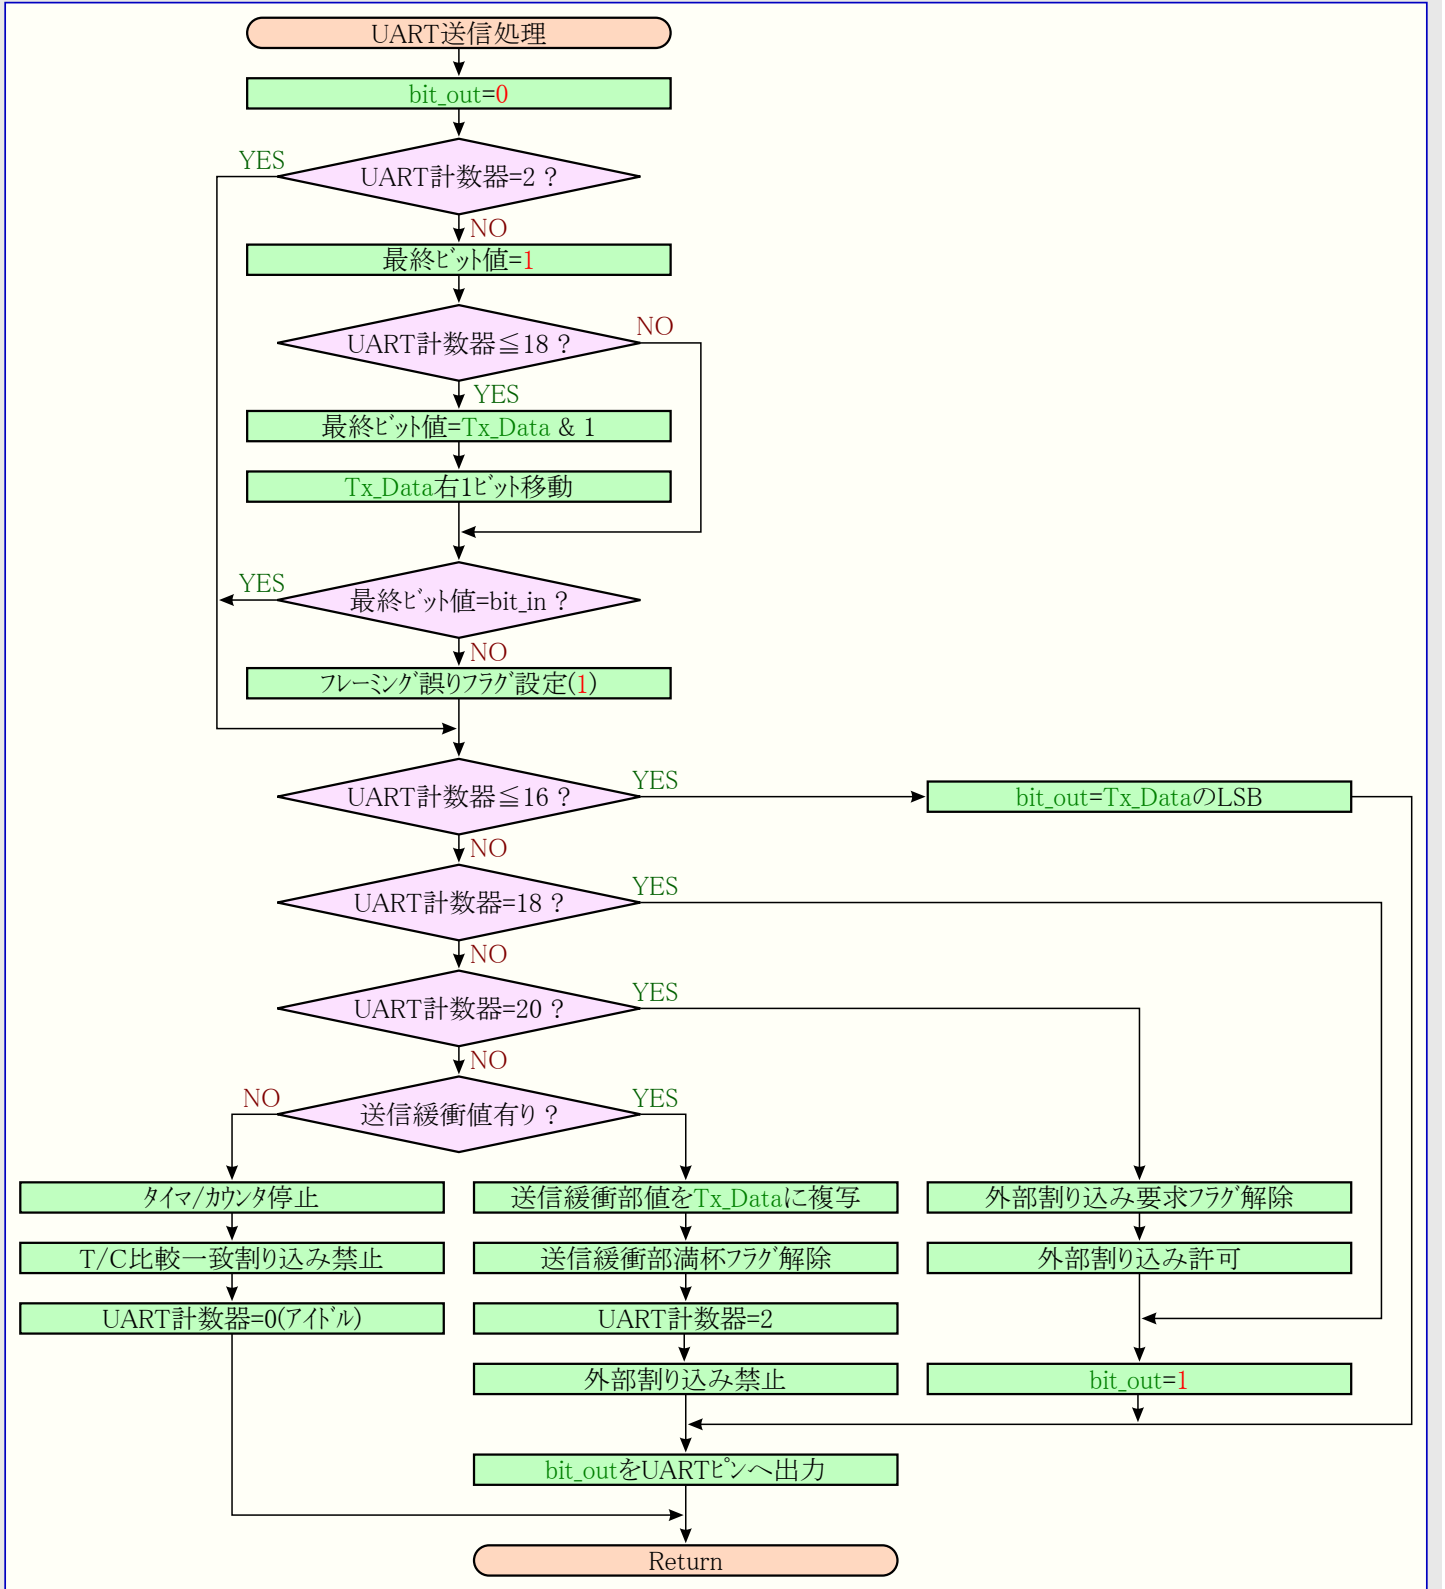 UART送信処理
bit_out=0
YES
UART計数器=2 ?
NO
最終ﾋﾞｯﾄ値=1
UART計数器≦18 ?
NO
YES
最終ﾋﾞｯﾄ値=Tx_Data & 1
Tx_Data右1ﾋﾞｯﾄ移動
YES
最終ﾋﾞｯﾄ値=bit_in ?
NO
ﾌﾚｰﾐﾝｸﾞ誤りﾌﾗｸﾞ設定(1)
UART計数器≦16 ?
YES
bit_out=Tx_DataのLSB
NO
UART計数器=18 ?
YES
NO
UART計数器=20 ?
YES
NO
NO
送信緩衝値有り ?
YES
ﾀｲﾏ/ｶｳﾝﾀ停止
送信緩衝部値をTx_Dataに複写
外部割り込み要求ﾌﾗｸﾞ解除
T/C比較一致割り込み禁止
送信緩衝部満杯ﾌﾗｸﾞ解除
外部割り込み許可
UART計数器=0(ｱｲﾄﾞﾙ)
UART計数器=2
外部割り込み禁止
bit_out=1
bit_outをUARTﾋﾟﾝへ出力
Return